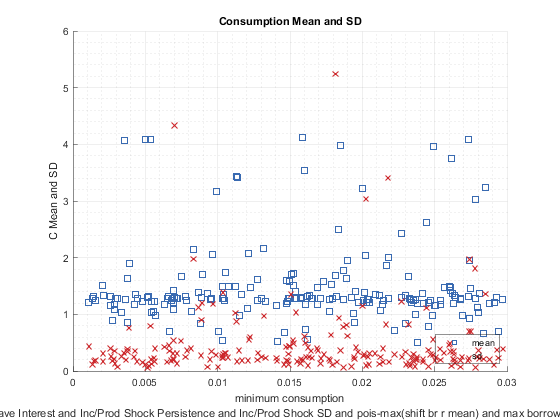 Consumption Mean and SD
6
5
4
3
2
1
0
C Mean and SD
0
0.005
0.01
0.015
0.02
0.025
0.03
mean
sd
minimum consumption
ave Interest and Inc/Prod Shock Persistence and Inc/Prod Shock SD and pois-max(shift br r mean) and max borrow